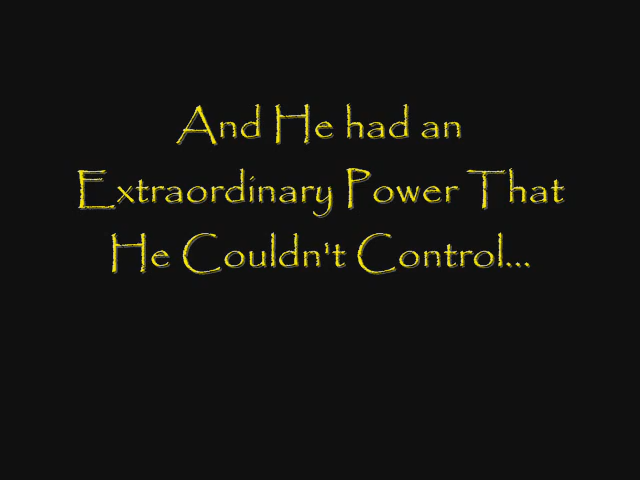 And He had an
Extraordinary Power That
He Couldn't Control...